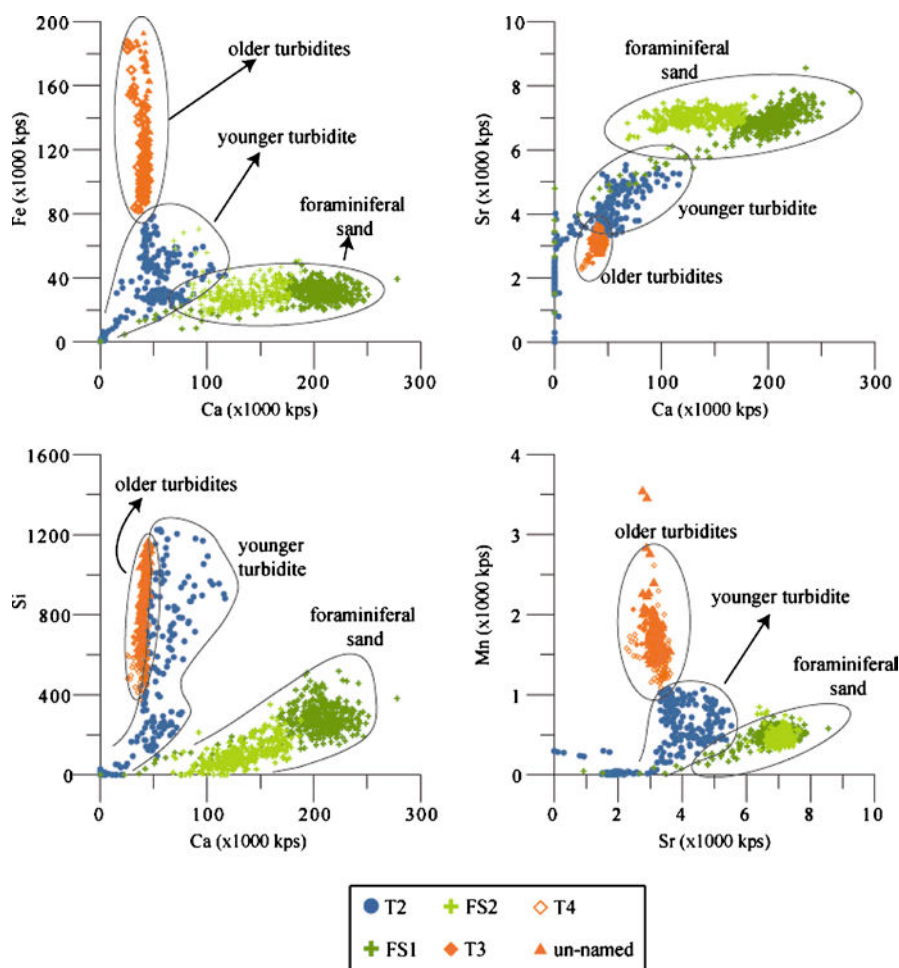 200
160
120
80
40
0
Fe (x1000 kps)
older turbidites
younger turbidite
foraminiferal
sand
0 100 200 300
Ca (x1000 kps)
10
8
6
4
2
0
Sr (x1000 kps)
foraminiferal
sand
younger turbidite
older turbidites
0 100 200 300
Ca (x1000 kps)
1600
1200
800
400
0
Si
older turbidites
younger
turbidite
foraminiferal
sand
0 100 200 300
Ca (x1000 kps)
4
3
2
1
0
Mn (x1000 kps)
older turbidites
younger turbidite
foraminiferal
sand
0 2 4 6 8 10
Sr (x1000 kps)
T2 FS2 T4
FS1 T3 un-named